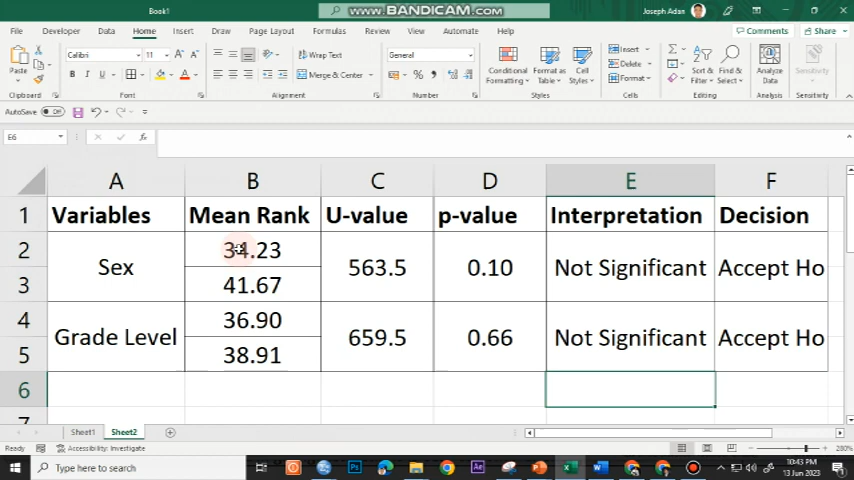 Book1
WWW.BANDICAM.COM
Joseph Adan
File Developer Home Insert Draw Page Layout Formulas Review View Automate Help
Comments Share
Paste Calibri 11 Wrap Text General Conditional Formatting Format as Table Cell Styles Insert Sort & Filter Find & Select Analyze Data Sensitivity
B I U Merge & Center Delete
Format
Clipboard Font Alignment Number Styles Cells Editing Analysis Sensitivity
AutoSave Off
E6 fx
A B C D E F
1 Variables Mean Rank U-value p-value Interpretation Decision
2 Sex 34.23 563.5 0.10 Not Significant Accept Ho
3 41.67
4 Grade Level 36.90 659.5 0.66 Not Significant Accept Ho
5 38.91
6
7
Sheet1 Sheet2
Ready Accessibility: Investigate 280%
Type here to search
10:43 PM
13 Jun 2023